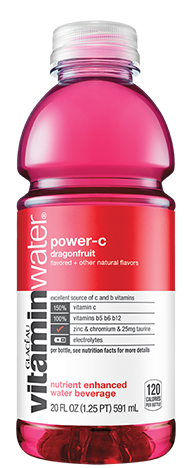 GLACÉAU
vitaminwater®
power-c
dragonfruit
flavored + other natural flavors
excellent source of c and b vitamins
150% vitamin c
100% vitamins b5 b6 b12
zinc & chromium & 25mg taurine
electrolytes
per bottle, see nutrition facts for more details
nutrient enhanced
water beverage
20 FL OZ (1.25 PT) 591 mL
120
CALORIES
PER BOTTLE